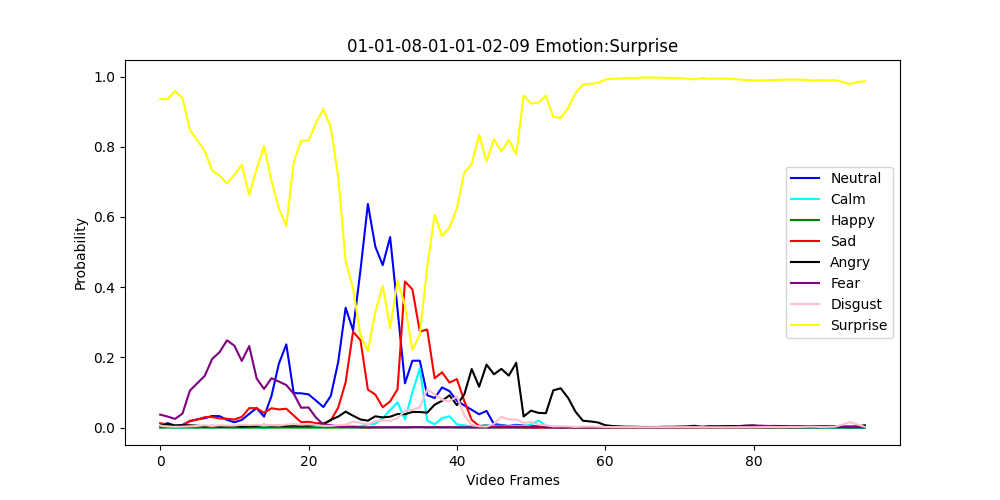 01-01-08-01-01-02-09 Emotion:Surprise
1.0
0.8
0.6
0.4
0.2
0.0
Probability
0
20
40
60
80
Video Frames
Neutral
Calm
Happy
Sad
Angry
Fear
Disgust
Surprise